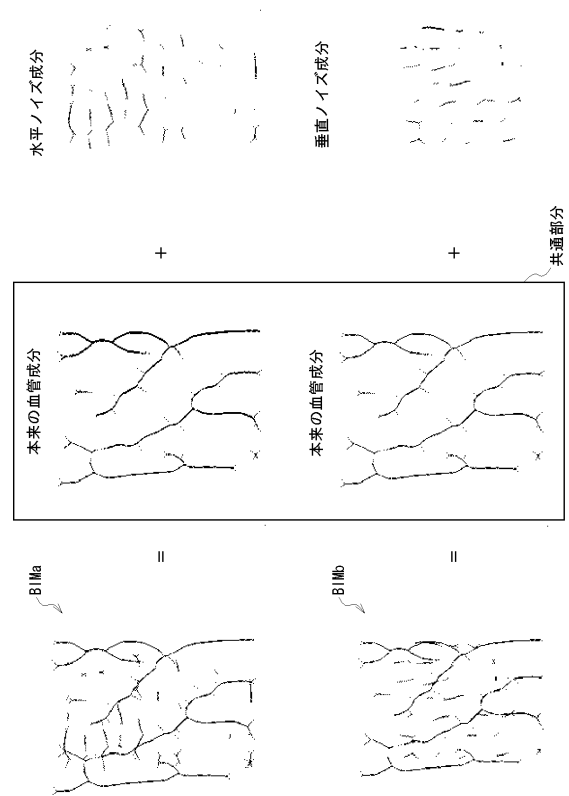 BIMa
=
本来の血管成分
+
水平ノイズ成分
BIMb
=
本来の血管成分
+
垂直ノイズ成分
共通部分